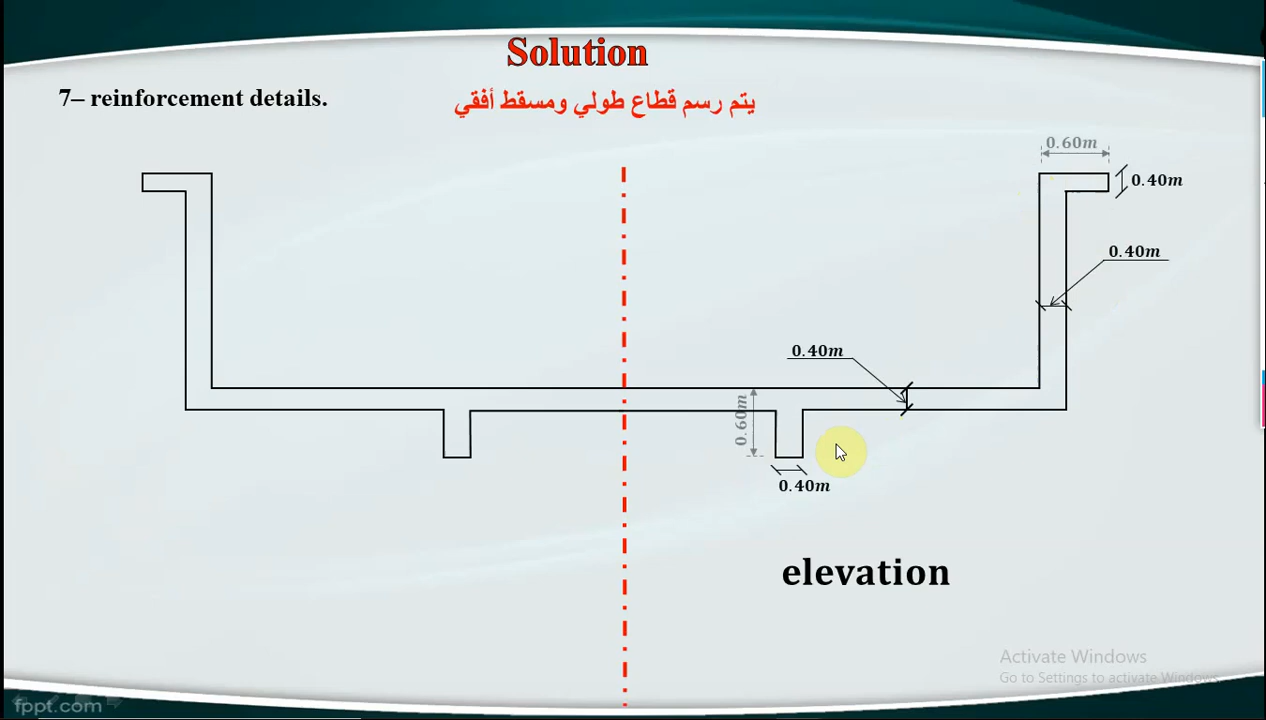 Solution
7– reinforcement details.
يتم رسم قطاع طولي ومسقط أفقي
0.60m
0.40m
0.40m
0.40m
0.60m
0.40m
elevation
Activate Windows
Go to Settings to activate Windows.
fppt.com